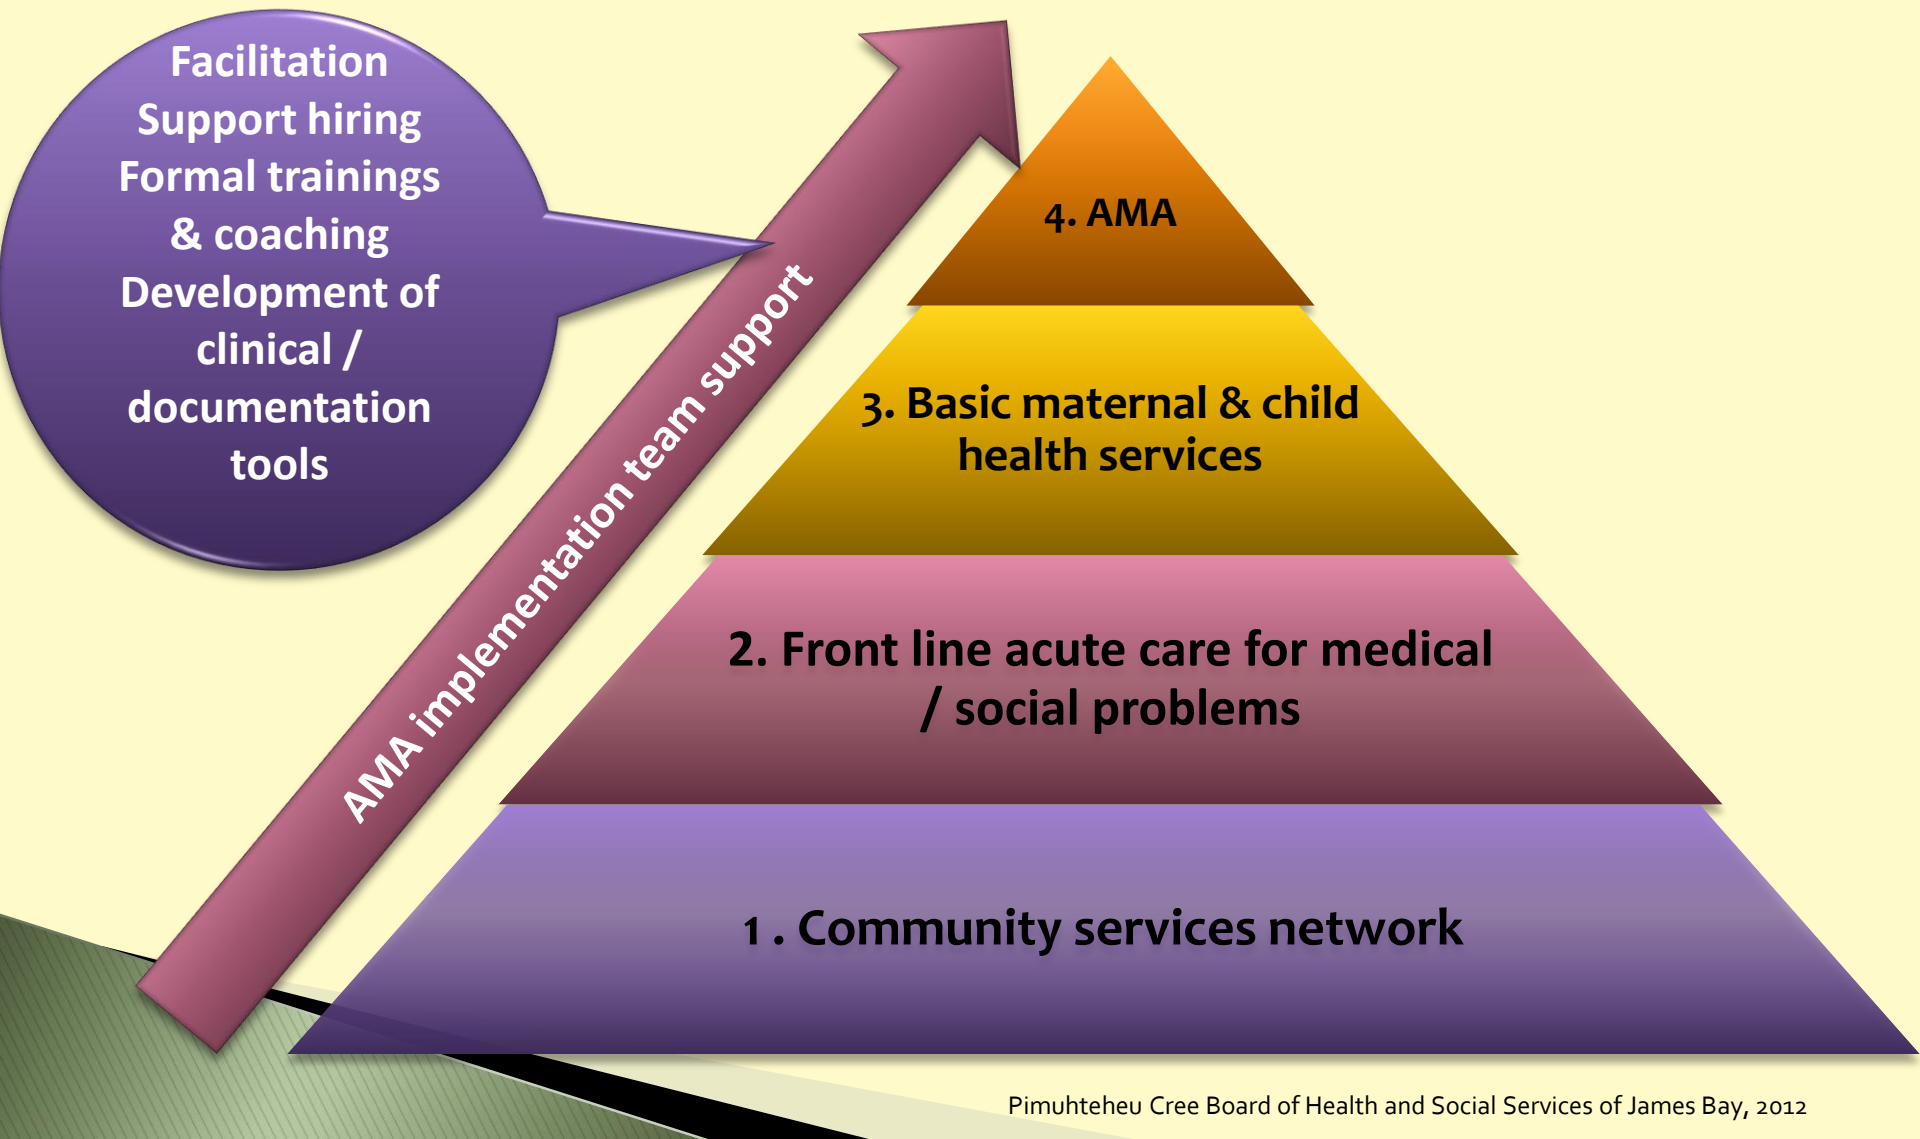 Facilitation
Support hiring
Formal trainings
& coaching
Development of
clinical /
documentation
tools
AMA implementation team support
4. AMA
3. Basic maternal & child
health services
2. Front line acute care for medical
/ social problems
1 . Community services network
Pimuhteheu Cree Board of Health and Social Services of James Bay, 2012